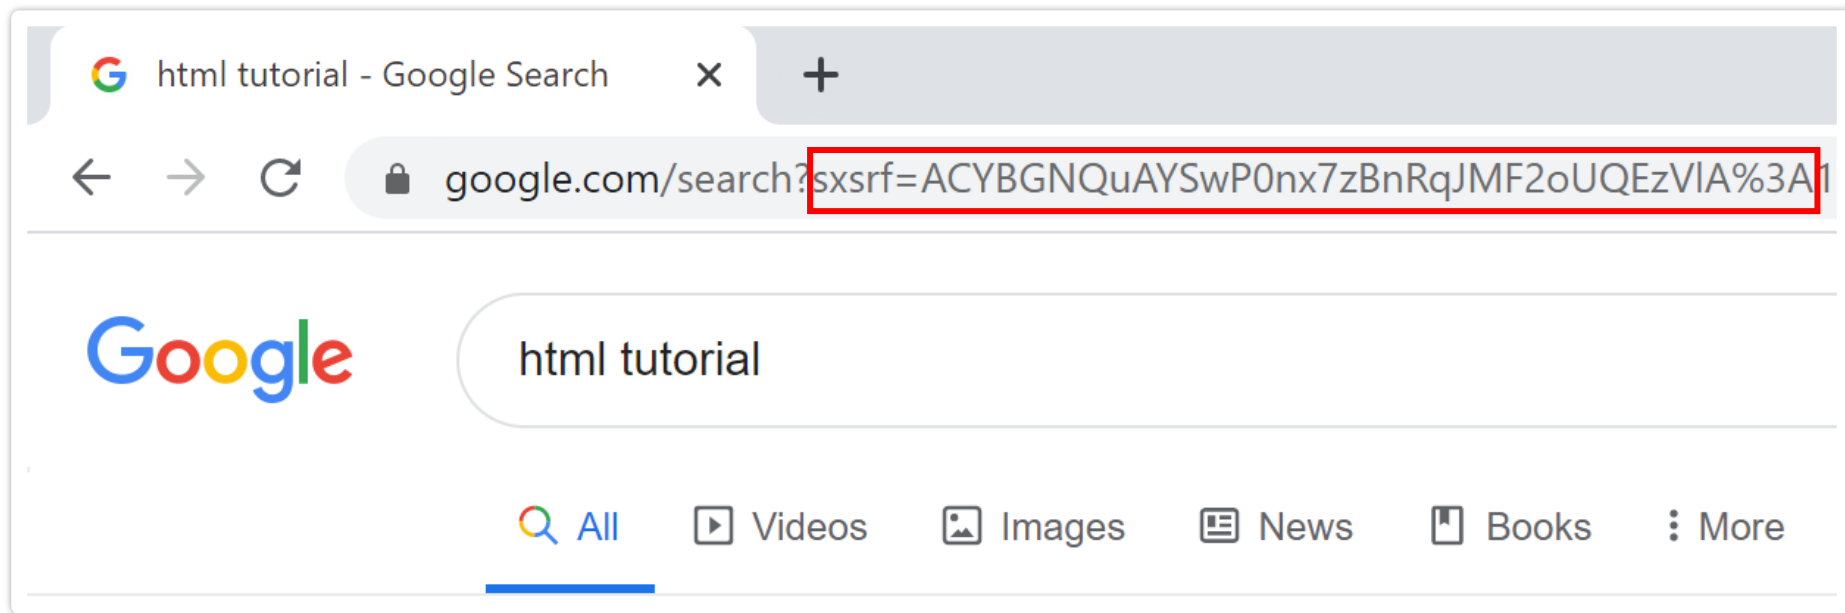 html tutorial - Google Search
google.com/search?sxsrf=ACYBGNQuAYSwP0nx7zBnRqJMF2oUQEzVlA%3A1
Google
html tutorial
All Videos Images News Books More